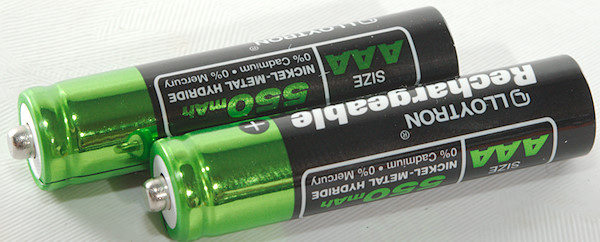 LLOYTRON
®
SIZE
AAA
NICKEL-METAL HYDRIDE
0% Cadmium • 0% Mercury
550mAh
+
Rechargeable
LLOYTRON
®
SIZE
AAA
NICKEL-METAL HYDRIDE
0% Cadmium • 0% Mercury
550mAh